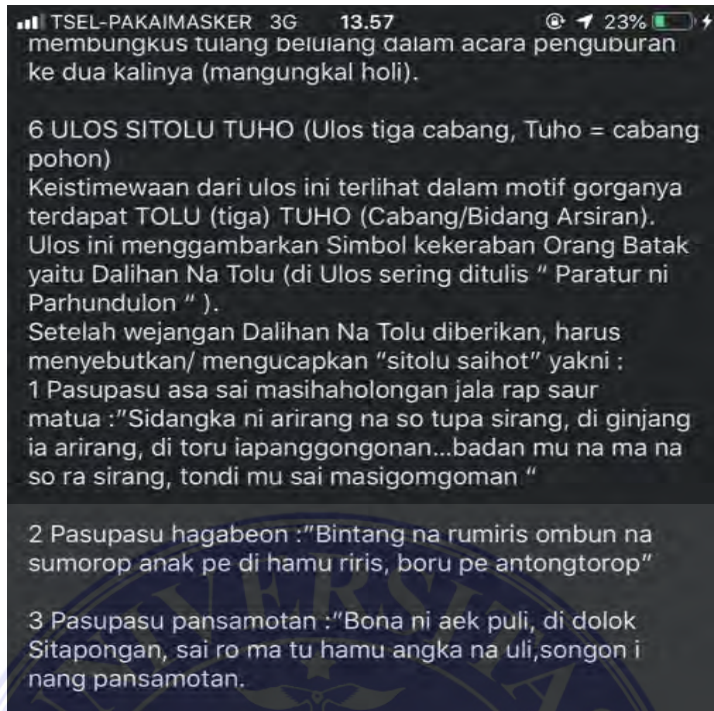 TSEL-PAKAIMASKER 3G 13.57 23%
membungkus tulang belulang dalam acara penguburan
ke dua kalinya (mangungkal holi).
6 ULOS SITOLU TUHO (Ulos tiga cabang, Tuho = cabang
pohon)
Keistimewaan dari ulos ini terlihat dalam motif gorganya
terdapat TOLU (tiga) TUHO (Cabang/Bidang Arsiran).
Ulos ini menggambarkan Simbol kekeraban Orang Batak
yaitu Dalihan Na Tolu (di Ulos sering ditulis “ Paratur ni
Parhundulon “ ).
Setelah wejangan Dalihan Na Tolu diberikan, harus
menyebutkan/ mengucapkan “sitolu saihot” yakni :
1 Pasupasu asa sai masihaholongan jala rap saur
matua :”Sidangka ni arirang na so tupa sirang, di ginjang
ia arirang, di toru iapanggongonan...badan mu na ma na
so ra sirang, tondi mu sai masigomgoman “
2 Pasupasu hagabeon :”Bintang na rumiris ombun na
sumorop anak pe di hamu riris, boru pe antongtorop”
3 Pasupasu pansamotan :”Bona ni aek puli, di dolok
Sitapongan, sai ro ma tu hamu angka na uli,songon i
nang pansamotan.